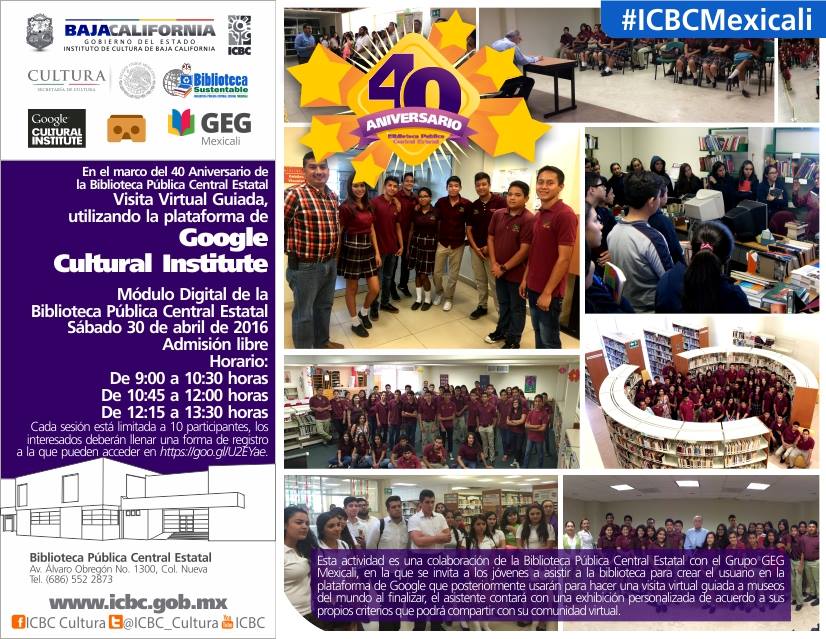 #ICBCMexicali
BAJACALIFORNIA
GOBIERNO DEL ESTADO
INSTITUTO DE CULTURA DE BAJA CALIFORNIA
ICBC
CULTURA
SECRETARÍA DE CULTURA
Biblioteca
Sustentable
Google
CULTURAL
INSTITUTE
GEG
Mexicali
40
ANIVERSARIO
Biblioteca Pública
Central Estatal
En el marco del 40 Aniversario de
la Biblioteca Pública Central Estatal
Visita Virtual Guiada,
utilizando la plataforma de
Google
Cultural Institute
Módulo Digital de la
Biblioteca Pública Central Estatal
Sábado 30 de abril de 2016
Admisión libre
Horario:
De 9:00 a 10:30 horas
De 10:45 a 12:00 horas
De 12:15 a 13:30 horas
Cada sesión está limitada a 10 participantes, los
interesados deberán llenar una forma de registro
a la que pueden acceder en https://goo.gl/U2EYae.
Biblioteca Pública Central Estatal
Av. Álvaro Obregón No. 1300, Col. Nueva
Tel. (686) 552 2873
www.icbc.gob.mx
ICBC Cultura @ICBC_Cultura ICBC
Esta actividad es una colaboración de la Biblioteca Pública Central Estatal con el Grupo GEG
Mexicali, en la que se invita a los jóvenes a asistir a la biblioteca para crear el usuario en la
plataforma de Google que posteriormente usarán para hacer una visita virtual guiada a museos
del mundo al finalizar, el asistente contará con una exhibición personalizada de acuerdo a sus
propios criterios que podrá compartir con su comunidad virtual.